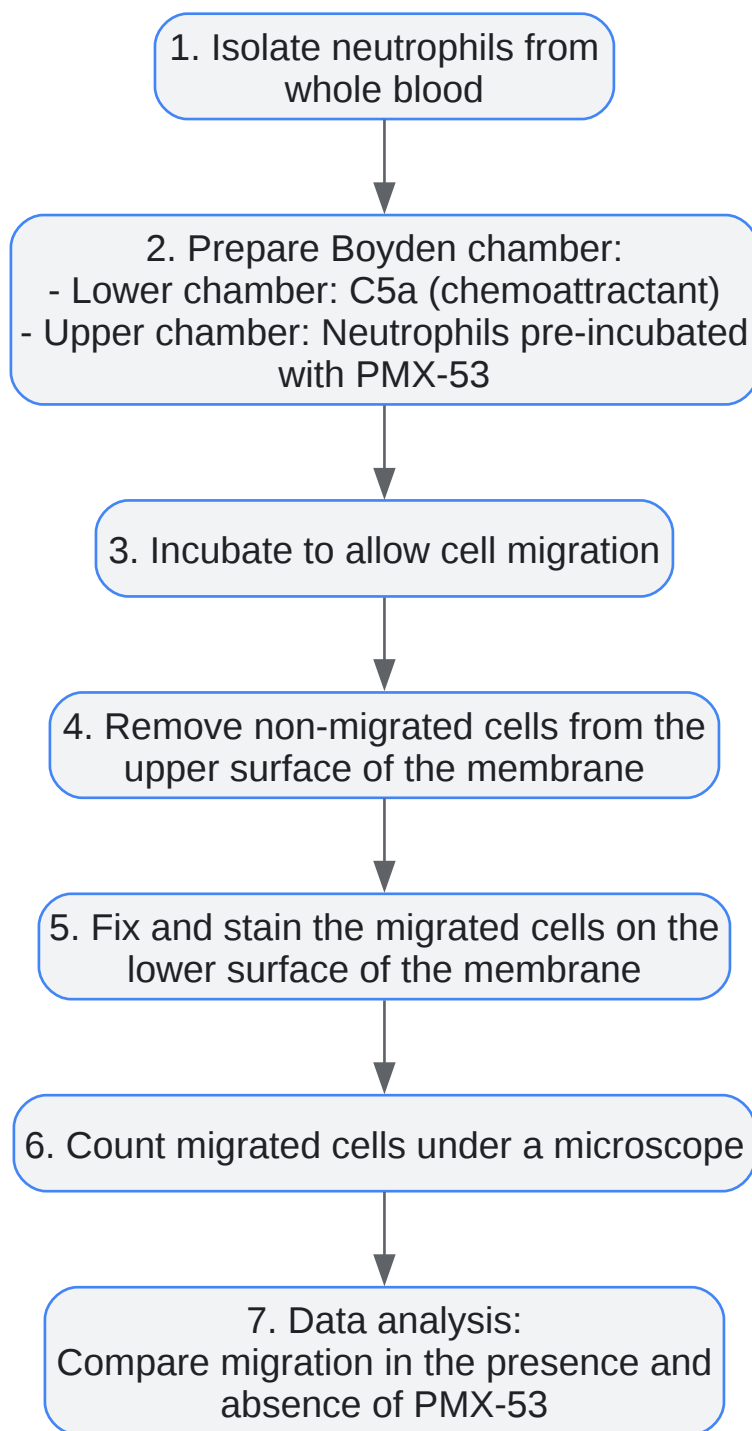 1. Isolate neutrophils from
whole blood
2. Prepare Boyden chamber:
- Lower chamber: C5a (chemoattractant)
- Upper chamber: Neutrophils pre-incubated
with PMX-53
3. Incubate to allow cell migration
4. Remove non-migrated cells from the
upper surface of the membrane
5. Fix and stain the migrated cells on the
lower surface of the membrane
6. Count migrated cells under a microscope
7. Data analysis:
Compare migration in the presence and
absence of PMX-53